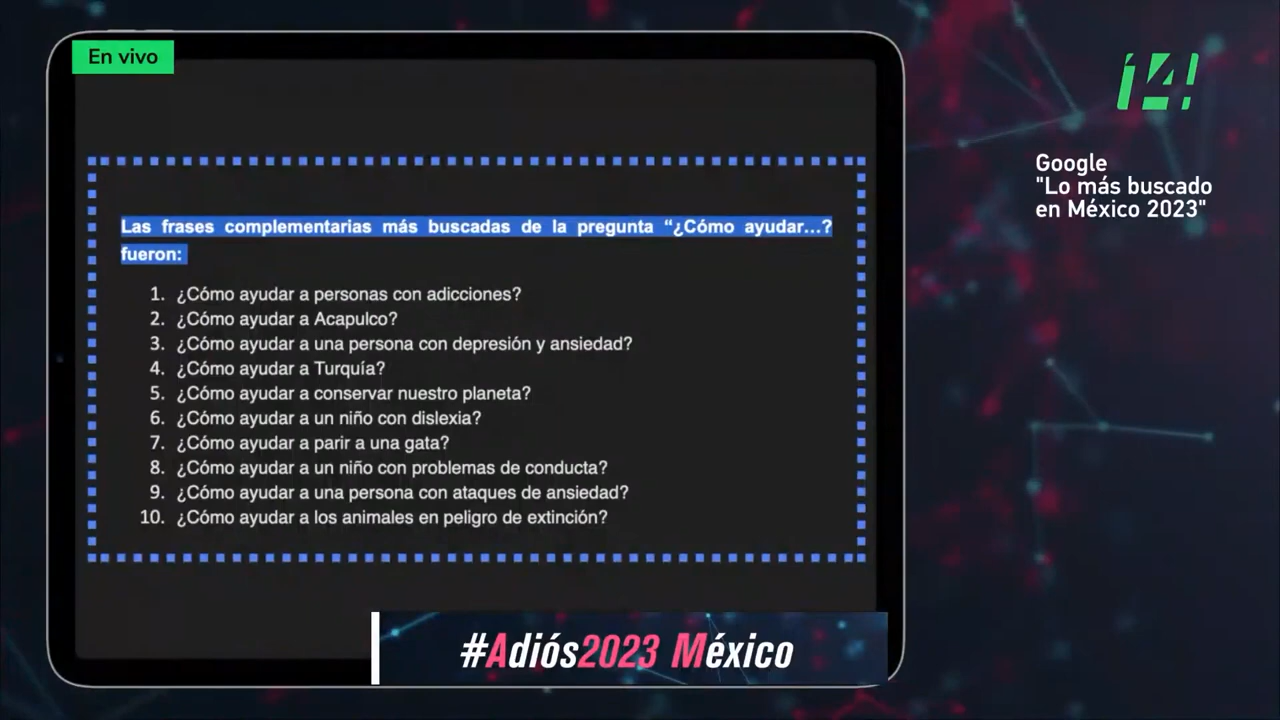 En vivo
14!
Google
"Lo más buscado
en México 2023"
Las frases complementarias más buscadas de la pregunta “¿Cómo ayudar...?
fueron:
1. ¿Cómo ayudar a personas con adicciones?
2. ¿Cómo ayudar a Acapulco?
3. ¿Cómo ayudar a una persona con depresión y ansiedad?
4. ¿Cómo ayudar a Turquía?
5. ¿Cómo ayudar a conservar nuestro planeta?
6. ¿Cómo ayudar a un niño con dislexia?
7. ¿Cómo ayudar a parir a una gata?
8. ¿Cómo ayudar a un niño con problemas de conducta?
9. ¿Cómo ayudar a una persona con ataques de ansiedad?
10. ¿Cómo ayudar a los animales en peligro de extinción?
#Adiós2023 México